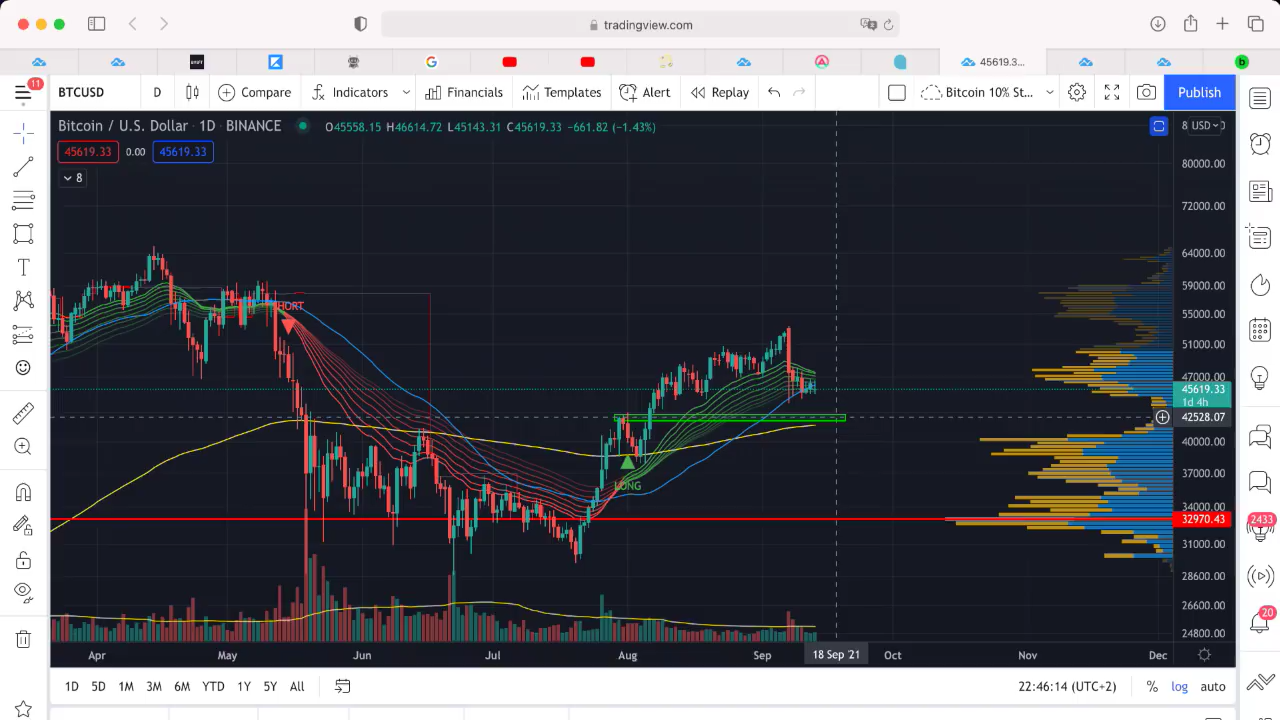 tradingview.com
45619.3...
11
BTCUSD
D
Compare
Indicators
Financials
Templates
Alert
Replay
Bitcoin 10% St...
Publish
Bitcoin / U.S. Dollar · 1D · BINANCE
O45558.15 H46614.72 L45143.31 C45619.33 -661.82 (-1.43%)
45619.33 0.00 45619.33
8
USD
80000.00
72000.00
64000.00
59000.00
55000.00
51000.00
47000.00
45619.33
1d 4h
42528.07
40000.00
37000.00
34000.00
32970.43
31000.00
28600.00
26600.00
24800.00
LONG
2433
20
Apr May Jun Jul Aug Sep 18 Sep '21 Oct Nov Dec
1D 5D 1M 3M 6M YTD 1Y 5Y All
22:46:14 (UTC+2) % log auto